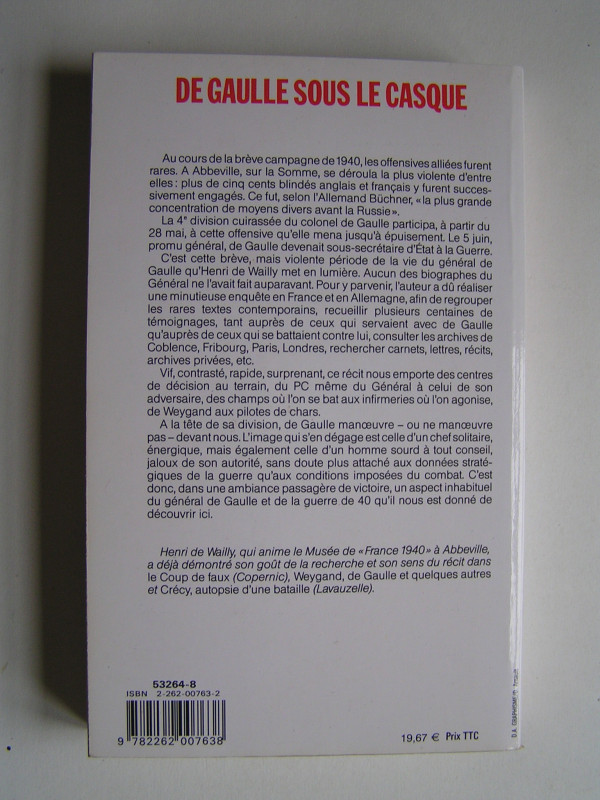 DE GAULLE SOUS LE CASQUE
Au cours de la brève campagne de 1940, les offensives alliées furent
rares. A Abbeville, sur la Somme, se déroula la plus violente d'entre
elles : plus de cinq cents blindés anglais et français y furent succes-
sivement engagés. Ce fut, selon l'Allemand Büchner, « la plus grande
concentration de moyens divers avant la Russie ».
La 4e division cuirassée du colonel de Gaulle participa, à partir du
28 mai, à cette offensive qu'elle mena jusqu'à épuisement. Le 5 juin,
promu général, de Gaulle devenait sous-secrétaire d'État à la Guerre.
C'est cette brève, mais violente période de la vie du général de
Gaulle qu'Henri de Wailly met en lumière. Aucun des biographes du
Général ne l'avait fait auparavant. Pour y parvenir, l'auteur a dû réaliser
une minutieuse enquête en France et en Allemagne, afin de regrouper
les rares textes contemporains, recueillir plusieurs centaines de
témoignages, tant auprès de ceux qui servaient avec de Gaulle
qu'auprès de ceux qui se battaient contre lui, consulter les archives de
Coblence, Fribourg, Paris, Londres, rechercher carnets, lettres, récits,
archives privées, etc.
Vif, contrasté, rapide, surprenant, ce récit nous emporte des centres
de décision au terrain, du PC même du Général à celui de son
adversaire, des champs où l'on se bat aux infirmeries où l'on agonise,
de Weygand aux pilotes de chars.
A la tête de sa division, de Gaulle manœuvre – ou ne manœuvre
pas – devant nous. L'image qui s'en dégage est celle d'un chef solitaire,
énergique, mais également celle d'un homme sourd à tout conseil,
jaloux de son autorité, sans doute plus attaché aux données straté-
giques de la guerre qu'aux conditions imposées du combat. C'est
donc, dans une ambiance passagère de victoire, un aspect inhabituel
du général de Gaulle et de la guerre de 40 qu'il nous est donné de
découvrir ici.
Henri de Wailly, qui anime le Musée de « France 1940 » à Abbeville,
a déjà démontré son goût de la recherche et son sens du récit dans
le Coup de faux (Copernic), Weygand, de Gaulle et quelques autres
et Crécy, autopsie d'une bataille (Lavauzelle).
53264-8
ISBN 2-262-00763-2
9 782262 007638
19,67 € Prix TTC